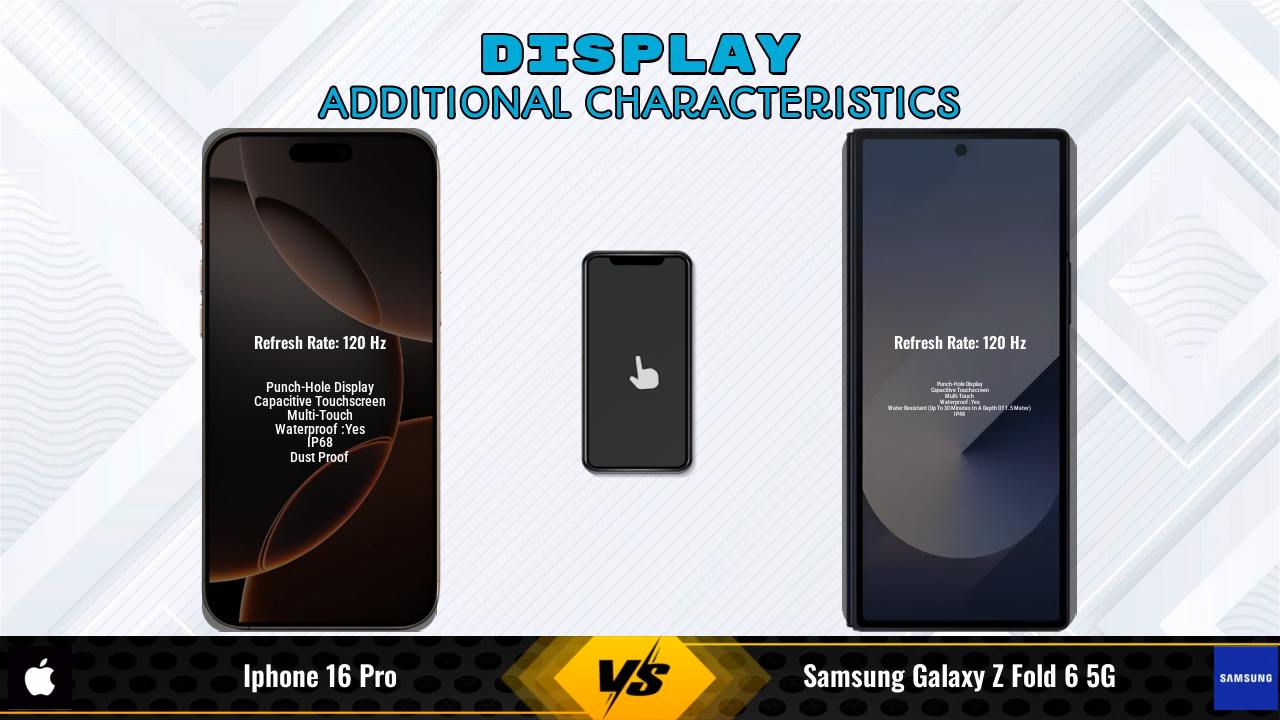 DISPLAY
ADDITIONAL CHARACTERISTICS
Refresh Rate: 120 Hz
Punch-Hole Display
Capacitive Touchscreen
Multi-Touch
Waterproof :Yes
IP68
Dust Proof
Refresh Rate: 120 Hz
Punch-Hole Display
Capacitive Touchscreen
Multi-Touch
Waterproof :Yes
Water Resistant (Up To 30 Minutes In A Depth Of 1.5 Meter)
IP48
Iphone 16 Pro
VS
Samsung Galaxy Z Fold 6 5G
SAMSUNG